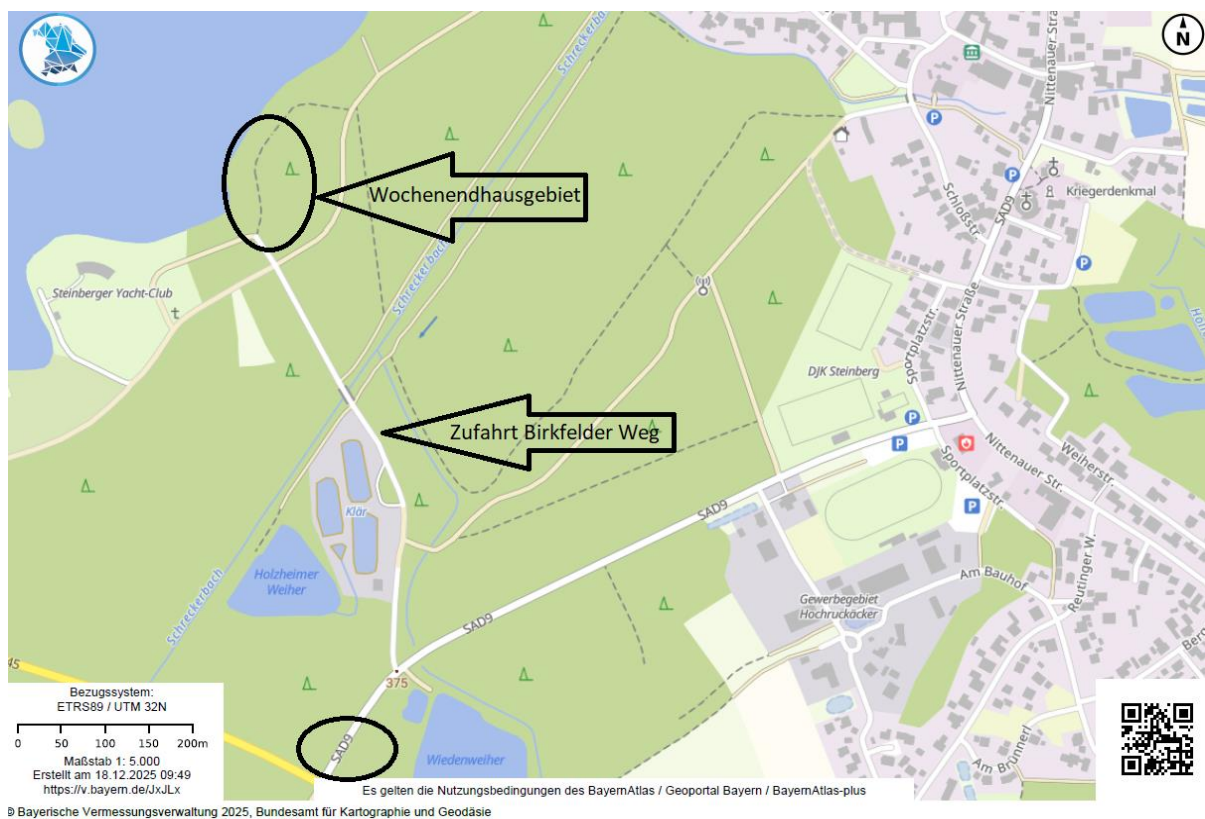 N
Schreckerbach
Nittenauer Straße
P
P
Kriegerdenkmal
SAD9
Schloßstr.
P
Wochenendhausgebiet
Schreckerbach
Steinberger Yacht-Club
DJK Steinberg
Sportplatzstr.
Nittenauer Straße
P
P
Zufahrt Birkfelder Weg
Nittenauer Str.
Weiherstr.
Sportplatzstr.
P
Klär
SAD9
Holzheimer
Weiher
Schreckerbach
Am Bauhof
Reutinger W.
Gewerbegebiet
Hochruckäcker
SAD9
375
45
SAD9
Wiedenweiher
Am Brünnerl
Bezugssystem:
ETRS89 / UTM 32N
0 50 100 150 200m
Maßstab 1: 5.000
Erstellt am 18.12.2025 09:49
https://v.bayern.de/JxJLx
Es gelten die Nutzungsbedingungen des BayernAtlas / Geoportal Bayern / BayernAtlas-plus
© Bayerische Vermessungsverwaltung 2025, Bundesamt für Kartographie und Geodäsie